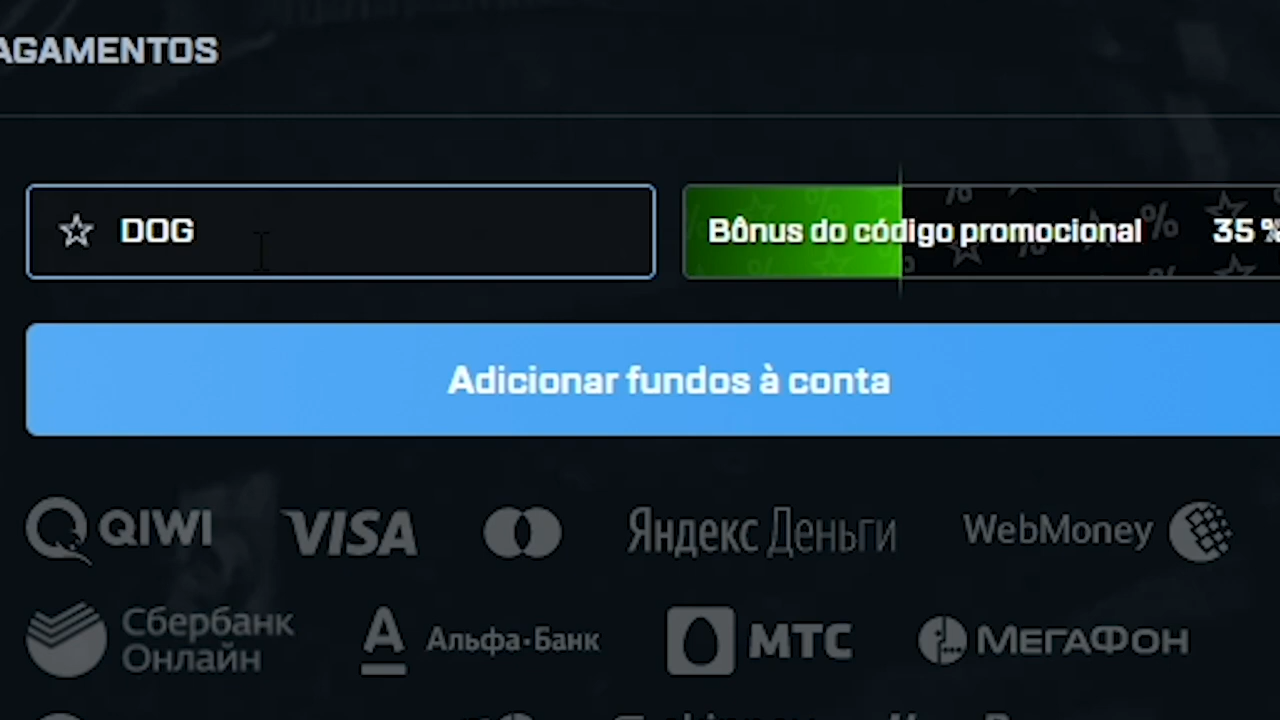 AGAMENTOS
DOG
Bônus do código promocional 35 %
Adicionar fundos à conta
QIWI VISA Яндекс Деньги WebMoney
Сбербанк
Онлайн
Альфа·Банк МТС МЕГАФОН